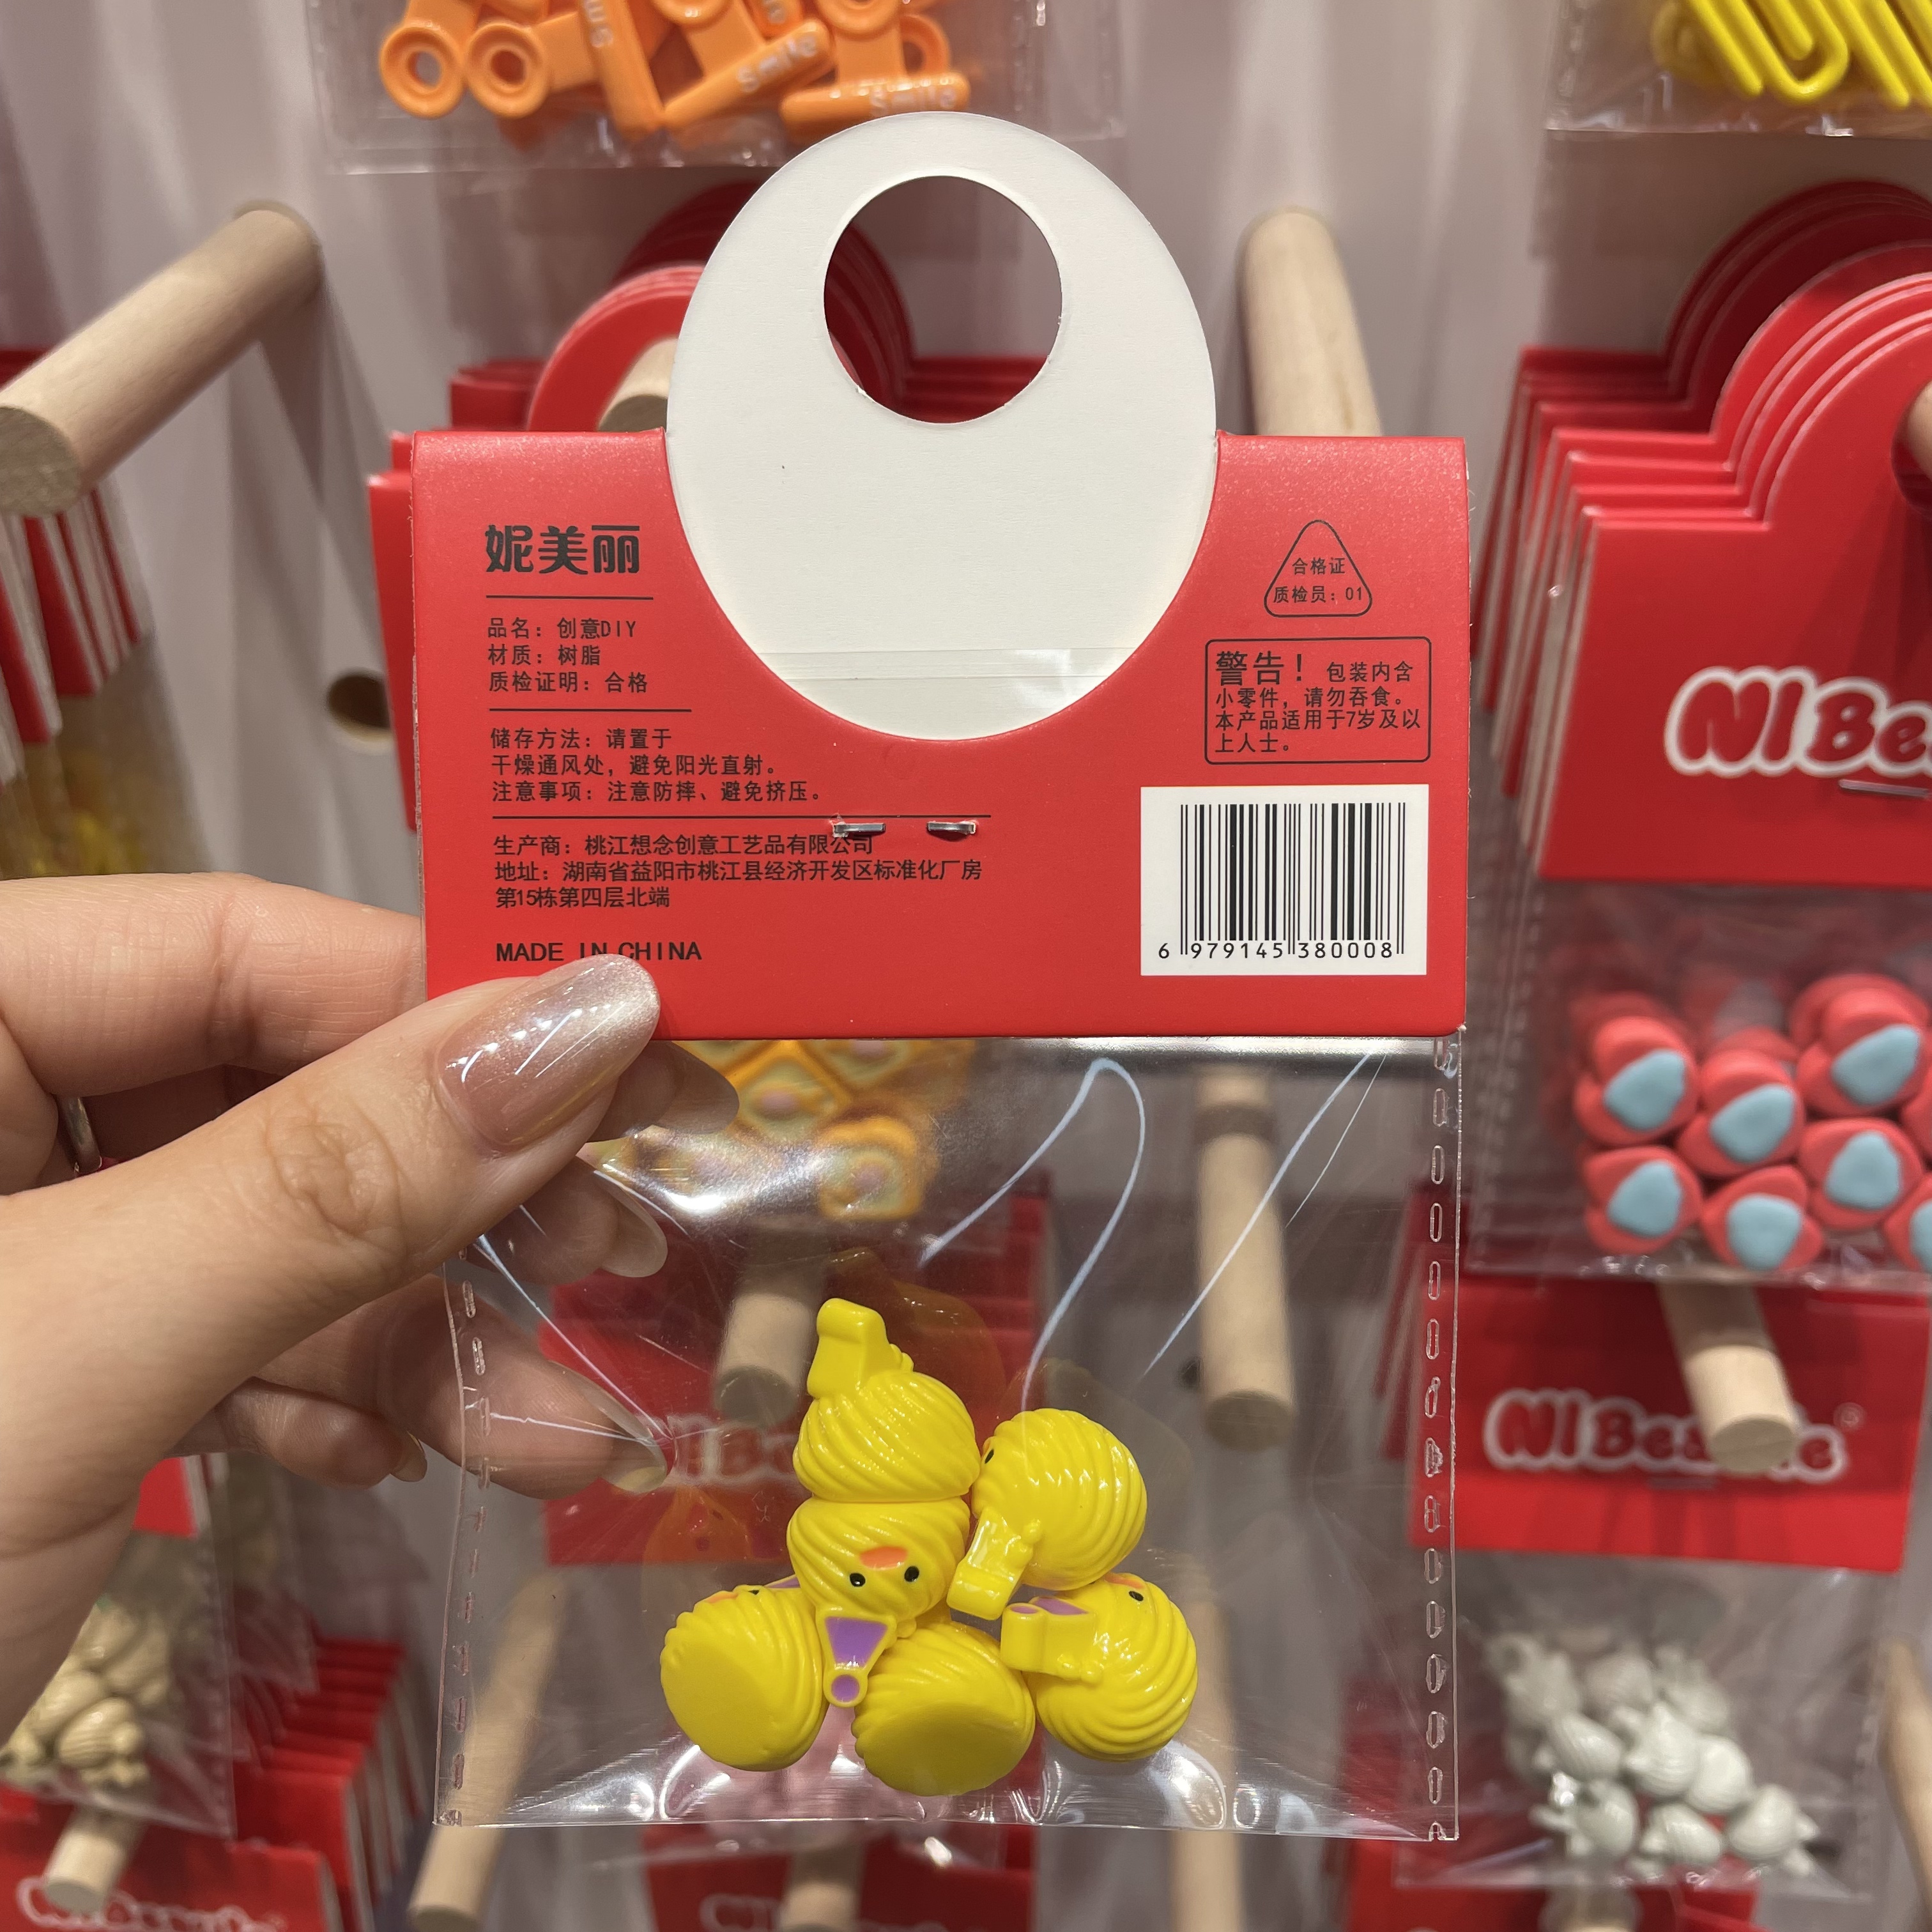 Smile
Smile
妮美丽
品名：创意DIY
材质：树脂
质检证明：合格
储存方法：请置于
干燥通风处，避免阳光直射。
注意事项：注意防摔、避免挤压。
生产商：桃江想念创意工艺品有限公司
地址：湖南省益阳市桃江县经济开发区标准化厂房
第15栋第四层北端
MADE IN CHINA
合格证
质检员：01
警告！包装内含
小零件，请勿吞食。
本产品适用于7岁及以
上人士。
6 979145 380008
NI Be